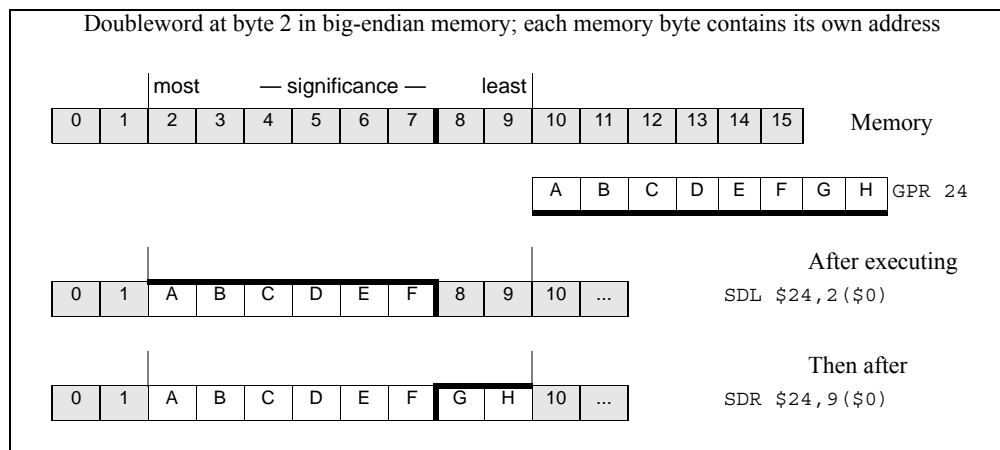 Doubleword at byte 2 in big-endian memory; each memory byte contains its own address
most — significance — least
0 1 2 3 4 5 6 7 8 9 10 11 12 13 14 15 Memory
A B C D E F G H GPR 24
After executing
0 1 A B C D E F 8 9 10 ... SDL $24,2($0)
Then after
0 1 A B C D E F G H 10 ... SDR $24,9($0)